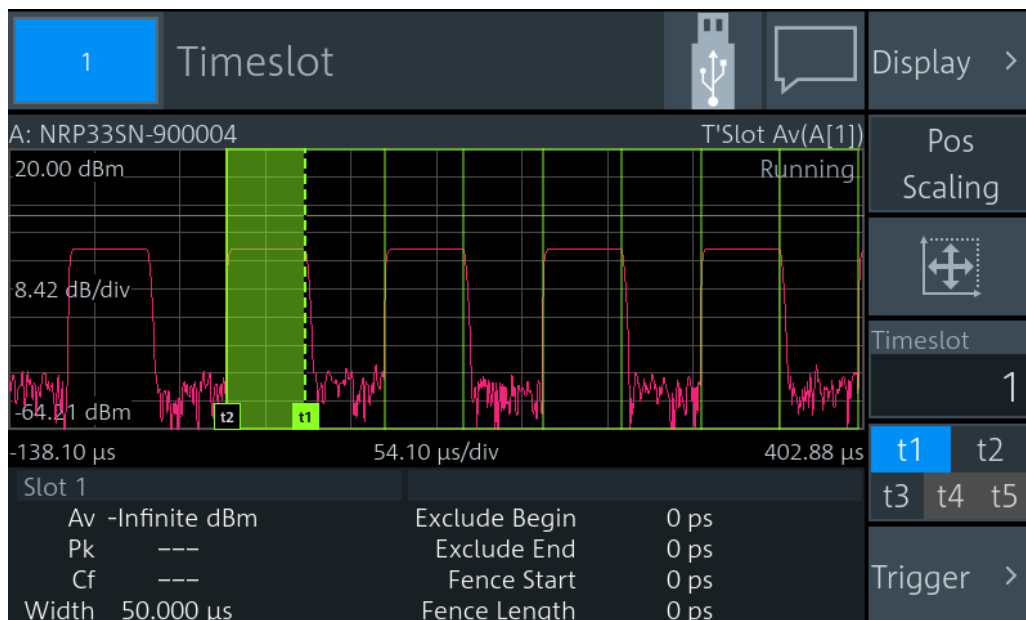 1
Timeslot
Display >
A: NRP33SN-900004
T'Slot Av(A[1])
Pos
Scaling
20.00 dBm
Running
8.42 dB/div
Timeslot
1
-64.21 dBm
t2
t1
-138.10 µs
54.10 µs/div
402.88 µs
t1 t2
t3 t4 t5
Slot 1
Av -Infinite dBm
Exclude Begin 0 ps
Pk ---
Exclude End 0 ps
Cf ---
Fence Start 0 ps
Width 50.000 µs
Fence Length 0 ps
Trigger >